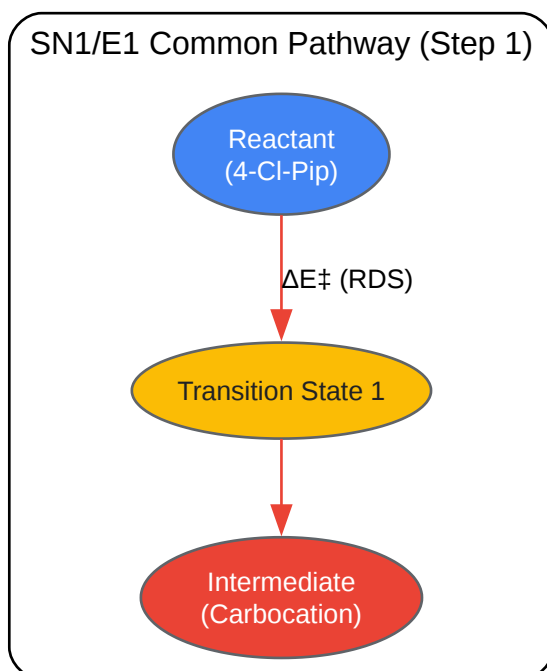 SN1/E1 Common Pathway (Step 1)
Reactant
(4-Cl-Pip)
ΔE‡ (RDS)
Transition State 1
Intermediate
(Carbocation)